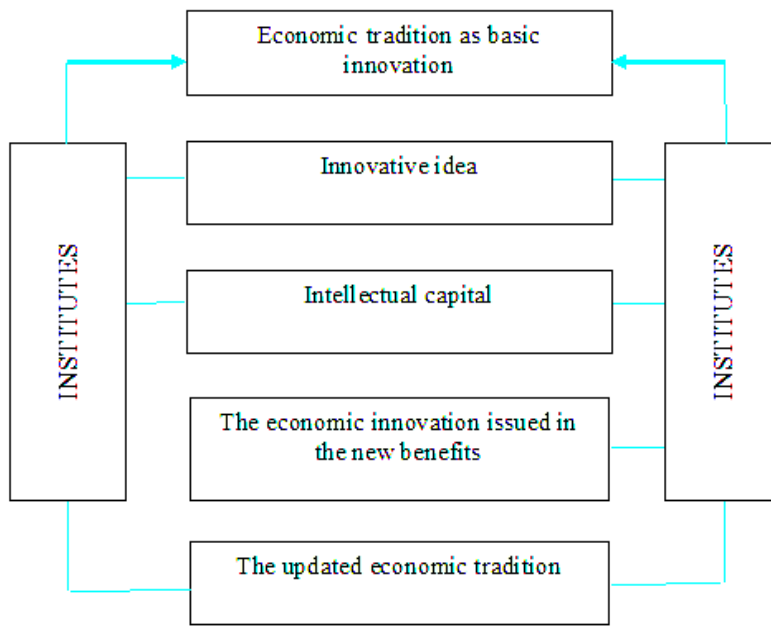 Economic tradition as basic
innovation
Innovative idea
INSTITUTES
INSTITUTES
Intellectual capital
The economic innovation issued in
the new benefits
The updated economic tradition